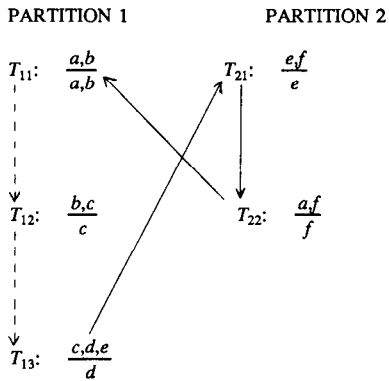 PARTITION 1 PARTITION 2
T₁₁: a,b/a,b T₂₁: e,f/e
T₁₂: b,c/c T₂₂: a,f/f
T₁₃: c,d,e/d